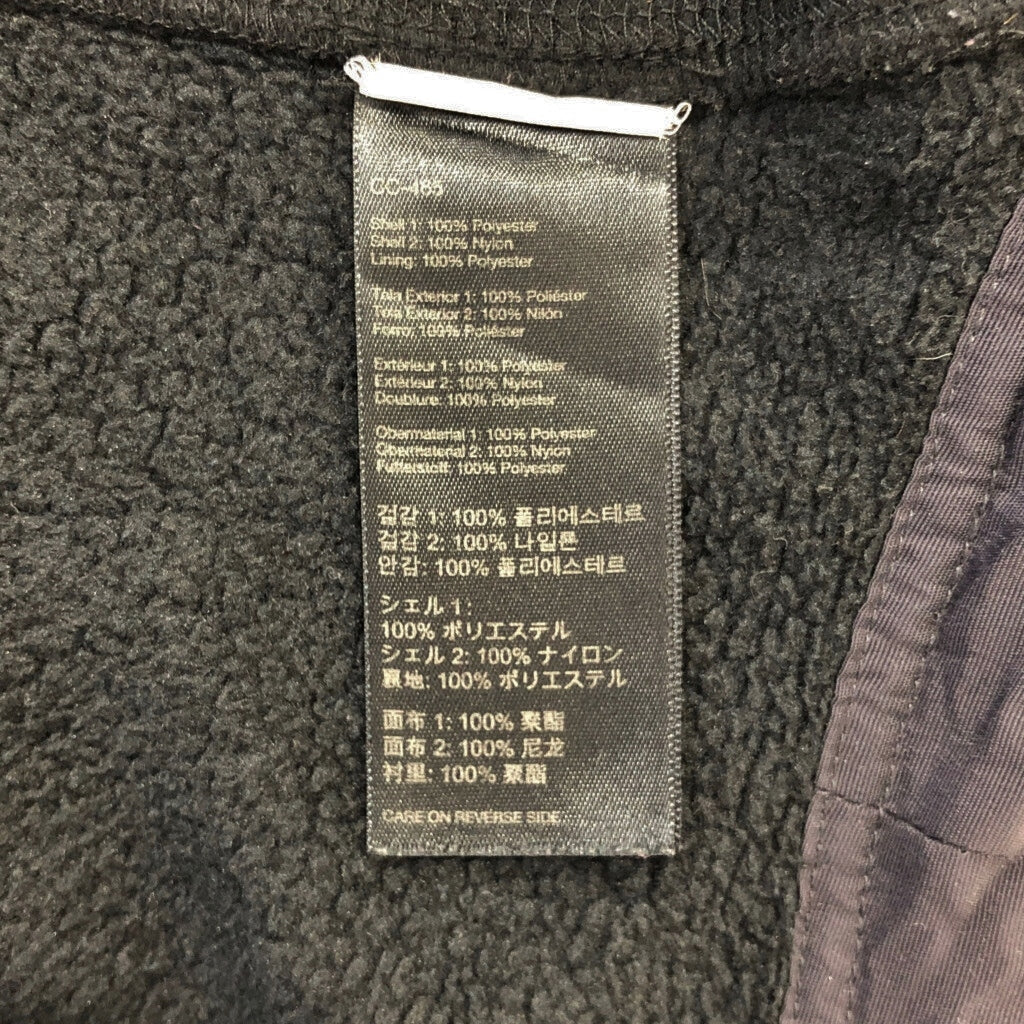 CC-465
Shell 1: 100% Polyester
Shell 2: 100% Nylon
Lining: 100% Polyester
Tela Exterior 1: 100% Poliéster
Tela Exterior 2: 100% Nilón
Forro: 100% Poliéster
Extérieur 1: 100% Polyester
Extérieur 2: 100% Nylon
Doublure: 100% Polyester
Obermaterial 1: 100% Polyester
Obermaterial 2: 100% Nylon
Futterstoff: 100% Polyester
겉감 1: 100% 폴리에스테르
겉감 2: 100% 나일론
안감: 100% 폴리에스테르
シェル 1:
100% ポリエステル
シェル 2: 100% ナイロン
裏地: 100% ポリエステル
面布 1: 100% 聚酯
面布 2: 100% 尼龙
衬里: 100% 聚酯
CARE ON REVERSE SIDE